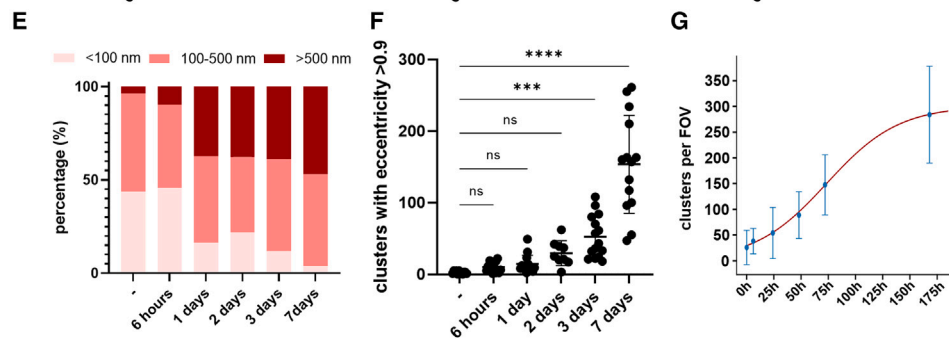 E
<100 nm 100-500 nm >500 nm
percentage (%)
100
50
0
-
6 hours
1 days
2 days
3 days
7days
F
clusters with eccentricity >0.9
300
200
100
0
****
***
ns
ns
ns
-
6 hours
1 day
2 days
3 days
7 days
G
clusters per FOV
350
300
250
200
150
100
50
0
0h
25h
50h
75h
100h
125h
150h
175h